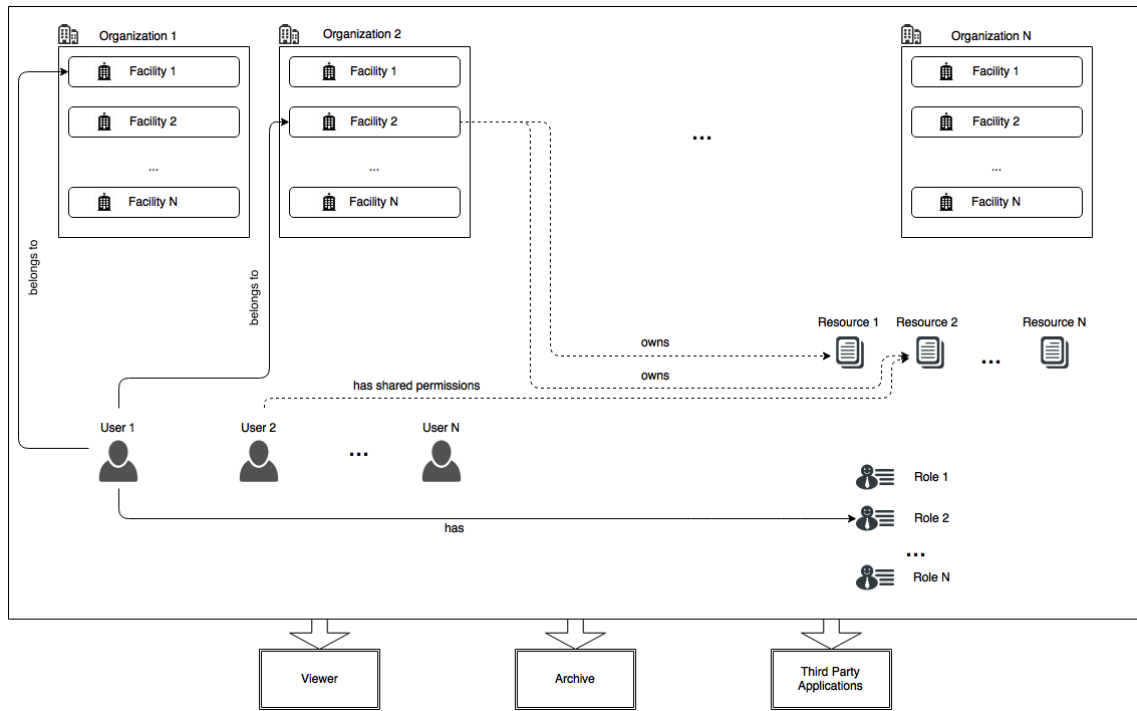 Organization 1
Organization 2
Organization N
Facility 1
Facility 1
Facility 1
Facility 2
Facility 2
Facility 2
...
...
...
...
Facility N
Facility N
Facility N
belongs to
belongs to
Resource 1
Resource 2
Resource N
...
owns
owns
has shared permissions
User 1
User 2
User N
...
Role 1
Role 2
has
...
Role N
Viewer
Archive
Third Party
Applications